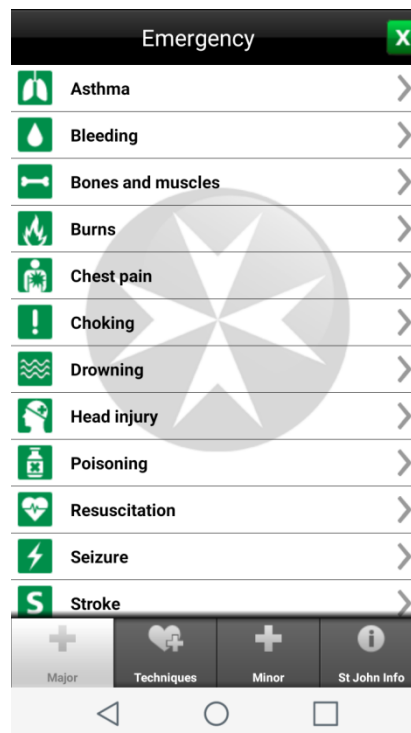 Emergency
X
Asthma
Bleeding
Bones and muscles
Burns
Chest pain
!
Choking
Drowning
Head injury
Poisoning
Resuscitation
Seizure
S
Stroke
Major
Techniques
Minor
i
St John Info